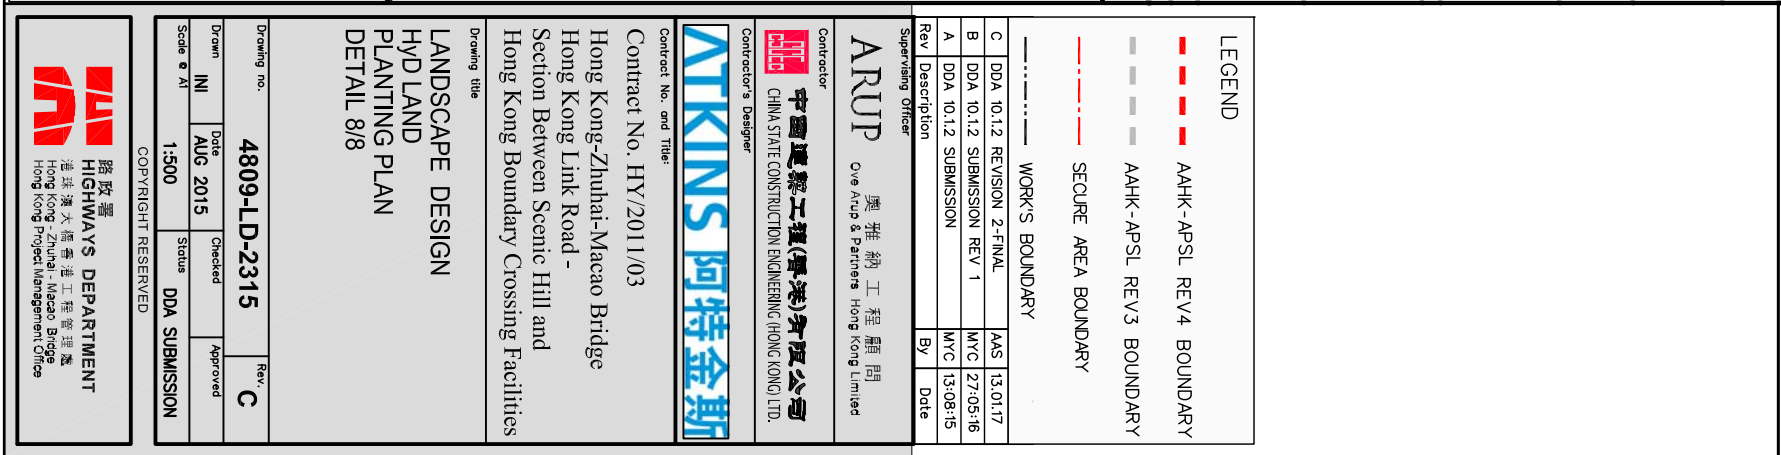 LEGEND
AAHK-APSL REV4 BOUNDARY
AAHK-APSL REV3 BOUNDARY
SECURE AREA BOUNDARY
WORK'S BOUNDARY
C DDA 10.1.2 REVISION 2-FINAL AAS 13.01.17
B DDA 10.1.2 SUBMISSION REV 1 MYC 27:05:16
A DDA 10.1.2 SUBMISSION MYC 13:08:15
Rev Description By Date
Supervising Officer
ARUP
奧雅納工程顧問
Ove Arup & Partners Hong Kong Limited
Contractor
中國建築工程(香港)有限公司
CHINA STATE CONSTRUCTION ENGINEERING (HONG KONG) LTD.
Contractor's Designer
ATKINS 阿特金斯
Contract No. and Title:
Contract No. HY/2011/03
Hong Kong-Zhuhai-Macao Bridge
Hong Kong Link Road -
Section Between Scenic Hill and
Hong Kong Boundary Crossing Facilities
Drawing title
LANDSCAPE DESIGN
HyD LAND
PLANTING PLAN
DETAIL 8/8
Drawing no.
4809-LD-2315
Rev.
C
Drawn
INI
Date
AUG 2015
Checked
Approved
Scale @ A1
1:500
Status
DDA SUBMISSION
COPYRIGHT RESERVED
路政署
HIGHWAYS DEPARTMENT
港珠澳大橋香港工程管理處
Hong Kong - Zhuhai - Macao Bridge
Hong Kong Project Management Office